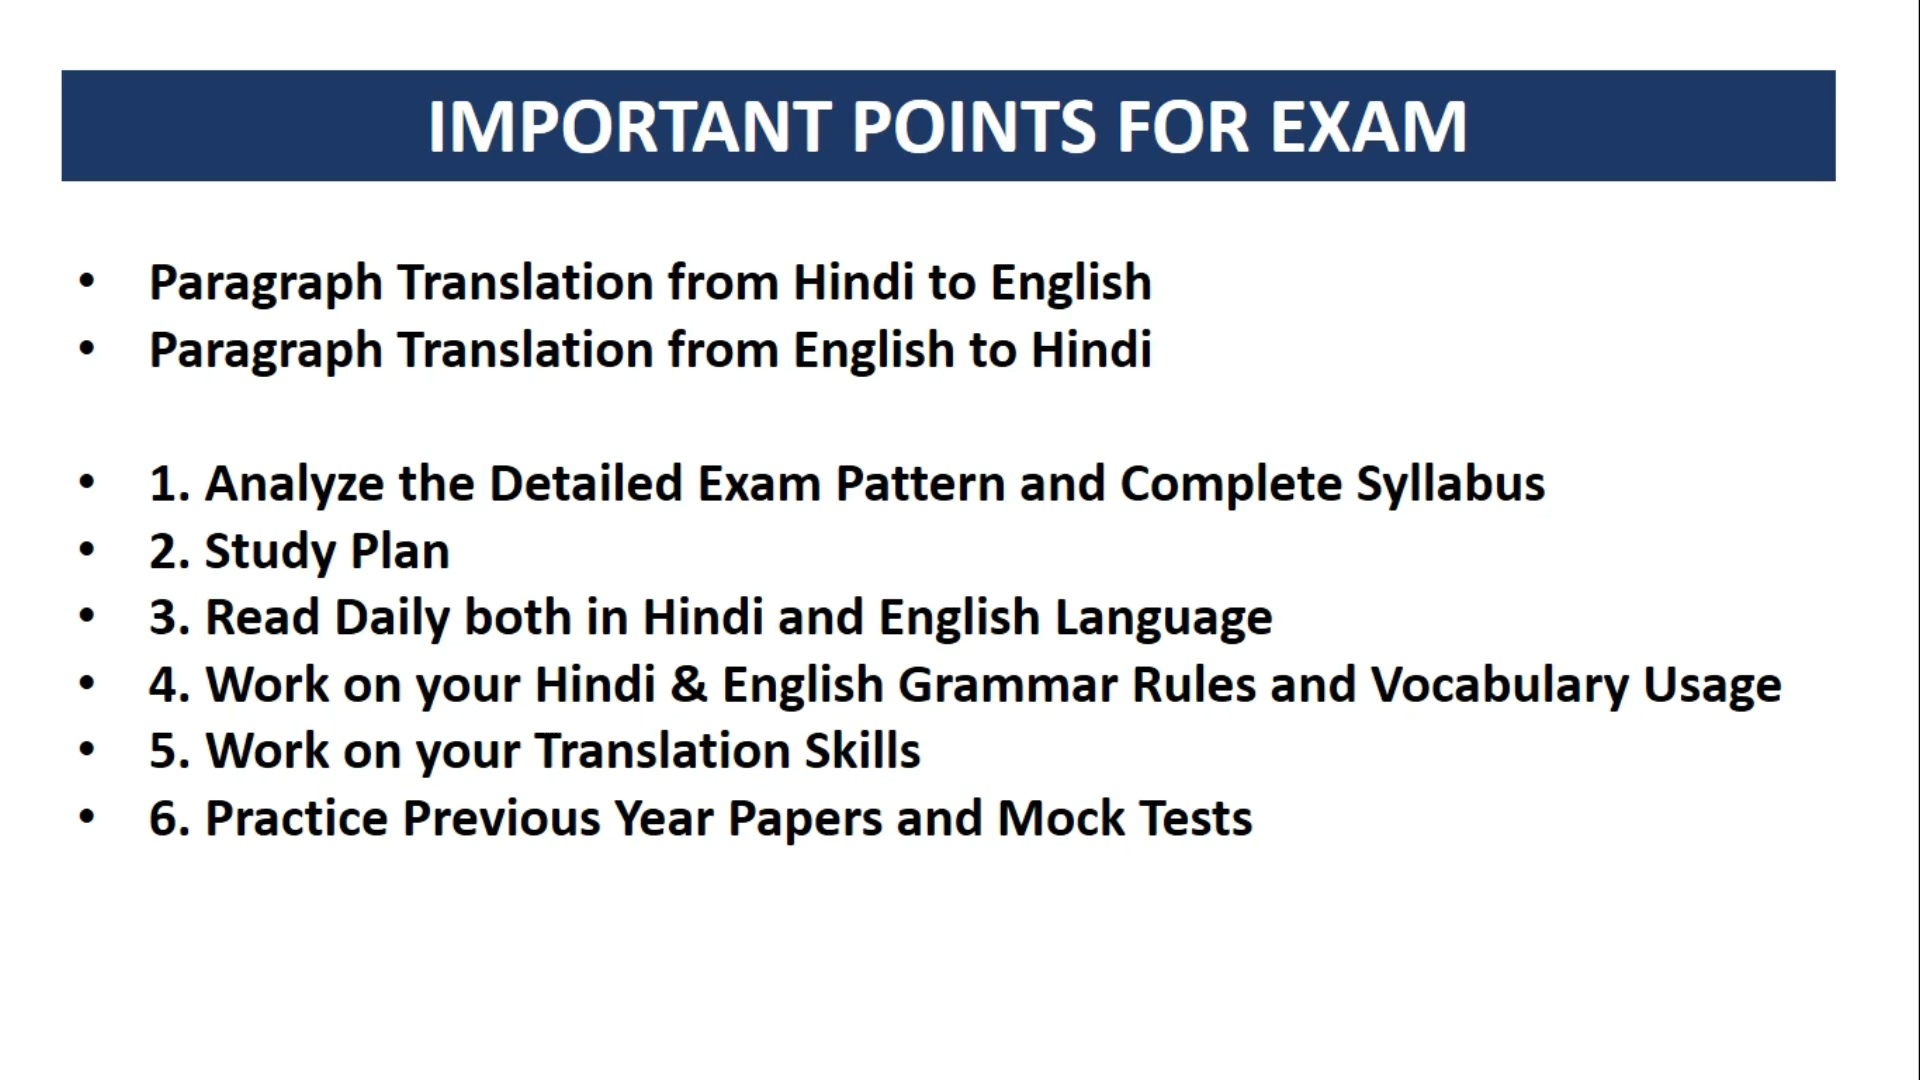 IMPORTANT POINTS FOR EXAM
• Paragraph Translation from Hindi to English
• Paragraph Translation from English to Hindi
• 1. Analyze the Detailed Exam Pattern and Complete Syllabus
• 2. Study Plan
• 3. Read Daily both in Hindi and English Language
• 4. Work on your Hindi & English Grammar Rules and Vocabulary Usage
• 5. Work on your Translation Skills
• 6. Practice Previous Year Papers and Mock Tests